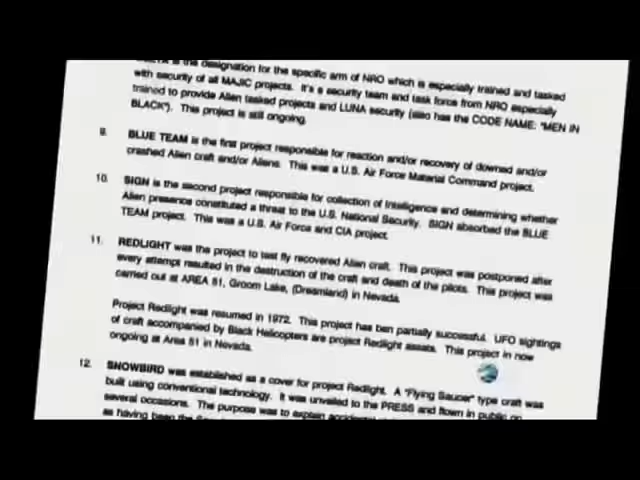 is the designation for the specific arm of NRO which is especially trained and tasked
with security of all MAJIC projects. It's a security team and task force from NRO especially
trained to provide Alien tasked projects and LUNA security (also has the CODE NAME: "MEN IN
BLACK"). This project is still ongoing.
9. BLUE TEAM is the first project responsible for reaction and/or recovery of downed and/or
crashed Alien craft and/or Aliens. This was a U.S. Air Force Material Command project.
10. SIGN is the second project responsible for collection of Intelligence and determining whether
Alien presence constituted a threat to the U.S. National Security. SIGN absorbed the BLUE
TEAM project. This was a U.S. Air Force and CIA project.
11. REDLIGHT was the project to test fly recovered Alien craft. This project was postponed after
every attempt resulted in the destruction of the craft and death of the pilots. This project was
carried out at AREA 51, Groom Lake, (Dreamland) in Nevada.
Project Redlight was resumed in 1972. This project has ben partially successful. UFO sightings
of craft accompanied by Black Helicopters are project Redlight assets. This project in now
ongoing at Area 51 in Nevada.
12. SNOWBIRD was established as a cover for project Redlight. A "Flying Saucer" type craft was
built using conventional technology. It was unveiled to the PRESS and flown in public on
several occasions. The purpose was to explain
as having been the